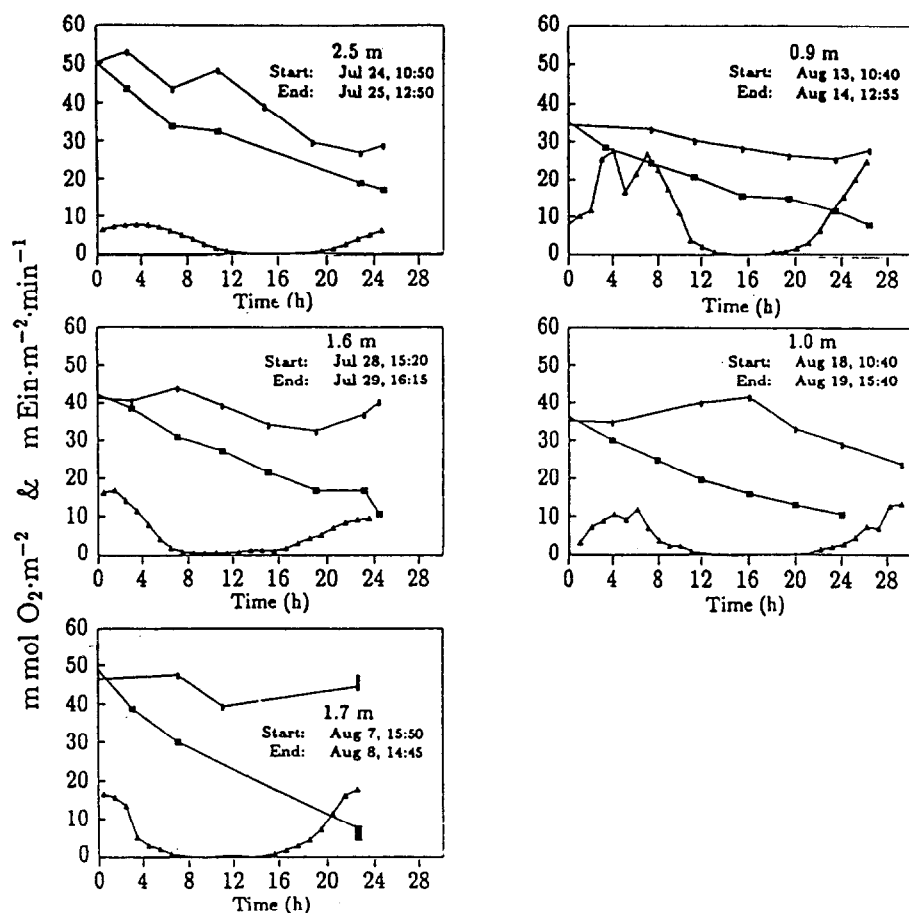 mmol O₂·m⁻² & mEin·m⁻²·min⁻¹
60
50
40
30
20
10
0
2.5 m
Start: Jul 24, 10:50
End: Jul 25, 12:50
0 4 8 12 16 20 24 28
Time (h)
60
50
40
30
20
10
0
0.9 m
Start: Aug 13, 10:40
End: Aug 14, 12:55
0 4 8 12 16 20 24 28
Time (h)
60
50
40
30
20
10
0
1.6 m
Start: Jul 28, 15:20
End: Jul 29, 16:15
0 4 8 12 16 20 24 28
Time (h)
60
50
40
30
20
10
0
1.0 m
Start: Aug 18, 10:40
End: Aug 19, 15:40
0 4 8 12 16 20 24 28
Time (h)
60
50
40
30
20
10
0
1.7 m
Start: Aug 7, 15:50
End: Aug 8, 14:45
0 4 8 12 16 20 24 28
Time (h)